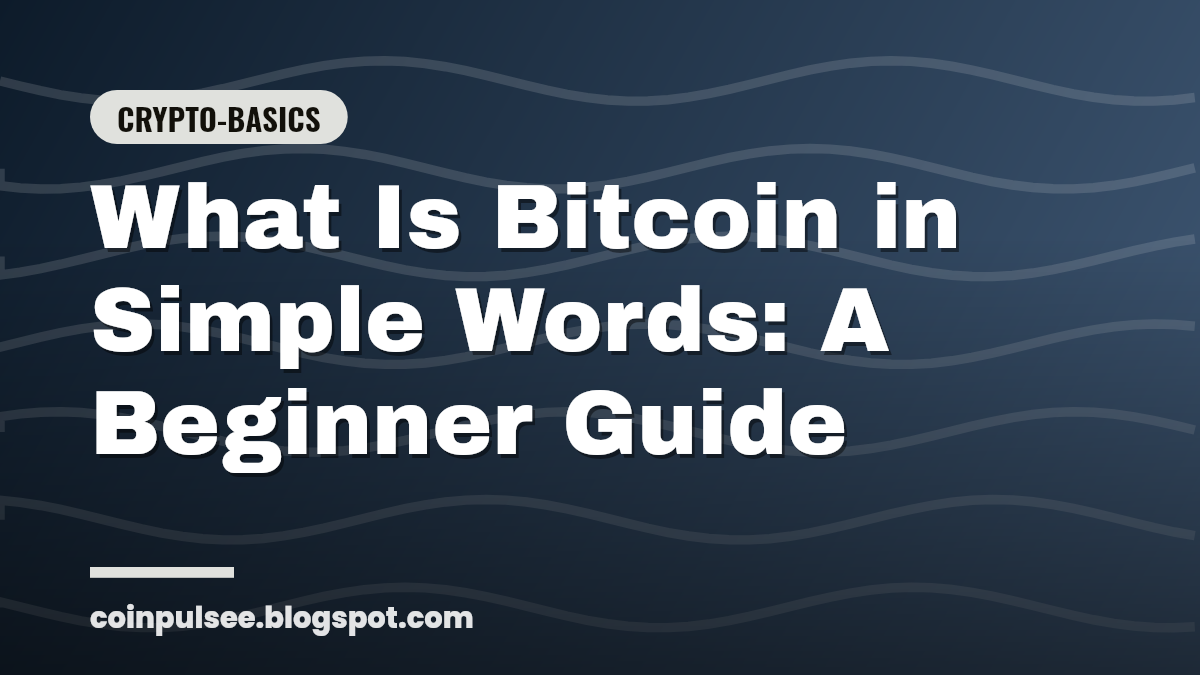 CRYPTO-BASICS
What Is Bitcoin in
Simple Words: A
Beginner Guide
coinpulsee.blogspot.com